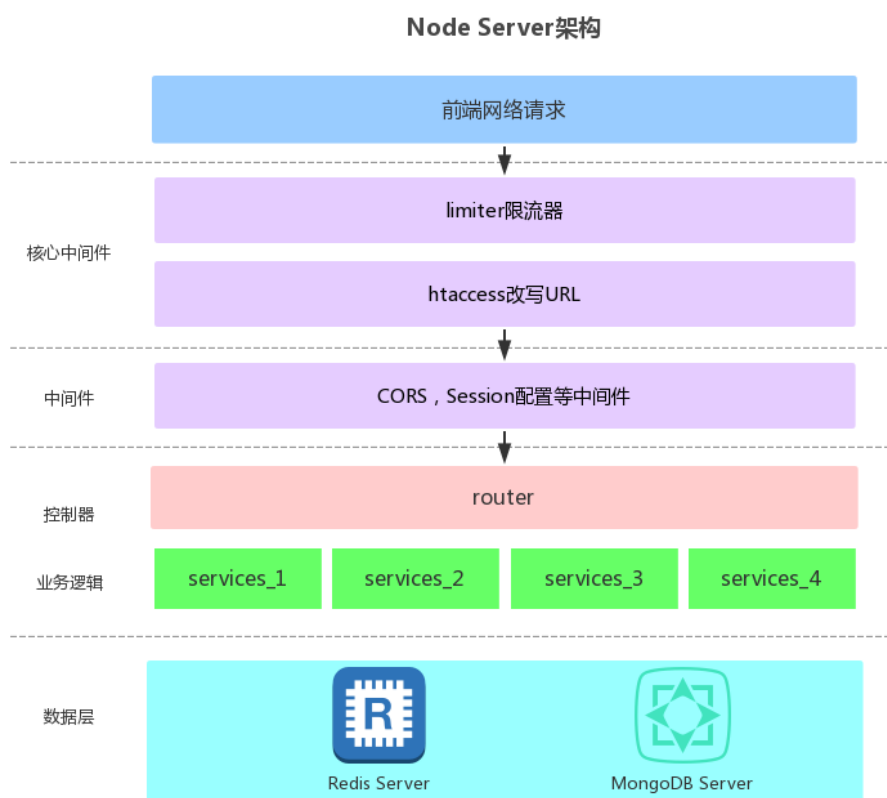 Node Server架构
前端网络请求
limiter限流器
核心中间件
htaccess改写URL
中间件
CORS，Session配置等中间件
控制器
router
业务逻辑
services_1
services_2
services_3
services_4
数据层
R
Redis Server
MongoDB Server